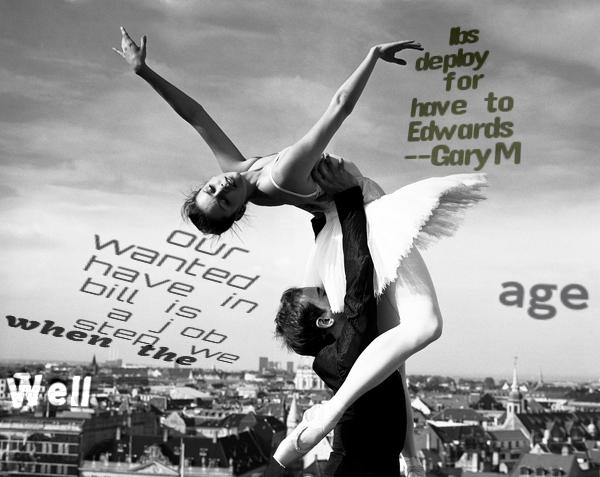 lbs
deploy
for
have to
Edwards
--Gary M
our
wanted
have in
bill is
a job
step we
when the
age
Well